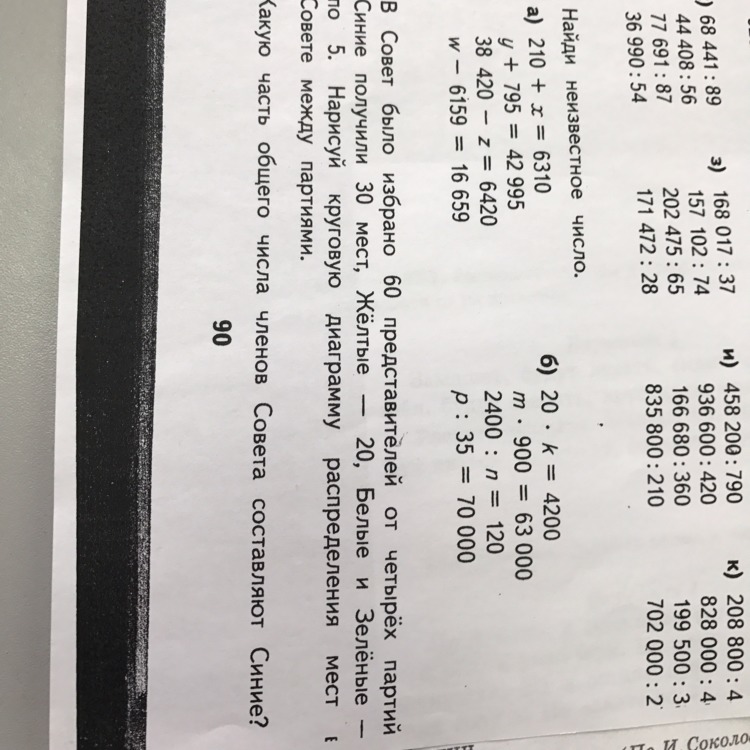 68 441 : 89
44 408 : 56
77 691 : 87
36 990 : 54
з) 168 017 : 37
157 102 : 74
202 475 : 65
171 472 : 28
и) 458 200 : 790
936 600 : 420
166 680 : 360
835 800 : 210
к) 208 800 : 4
828 000 : 4
199 500 : 3
702 000 : 2
Найди неизвестное число.
а) 210 + x = 6310
y + 795 = 42 995
38 420 − z = 6420
w − 6159 = 16 659
б) 20 · k = 4200
m · 900 = 63 000
2400 : n = 120
p : 35 = 70 000
В Совет было избрано 60 представителей от четырёх партий
Синие получили 30 мест, Жёлтые — 20, Белые и Зелёные —
по 5. Нарисуй круговую диаграмму распределения мест в
Совете между партиями.
Какую часть общего числа членов Совета составляют Синие?
90
И Соколо